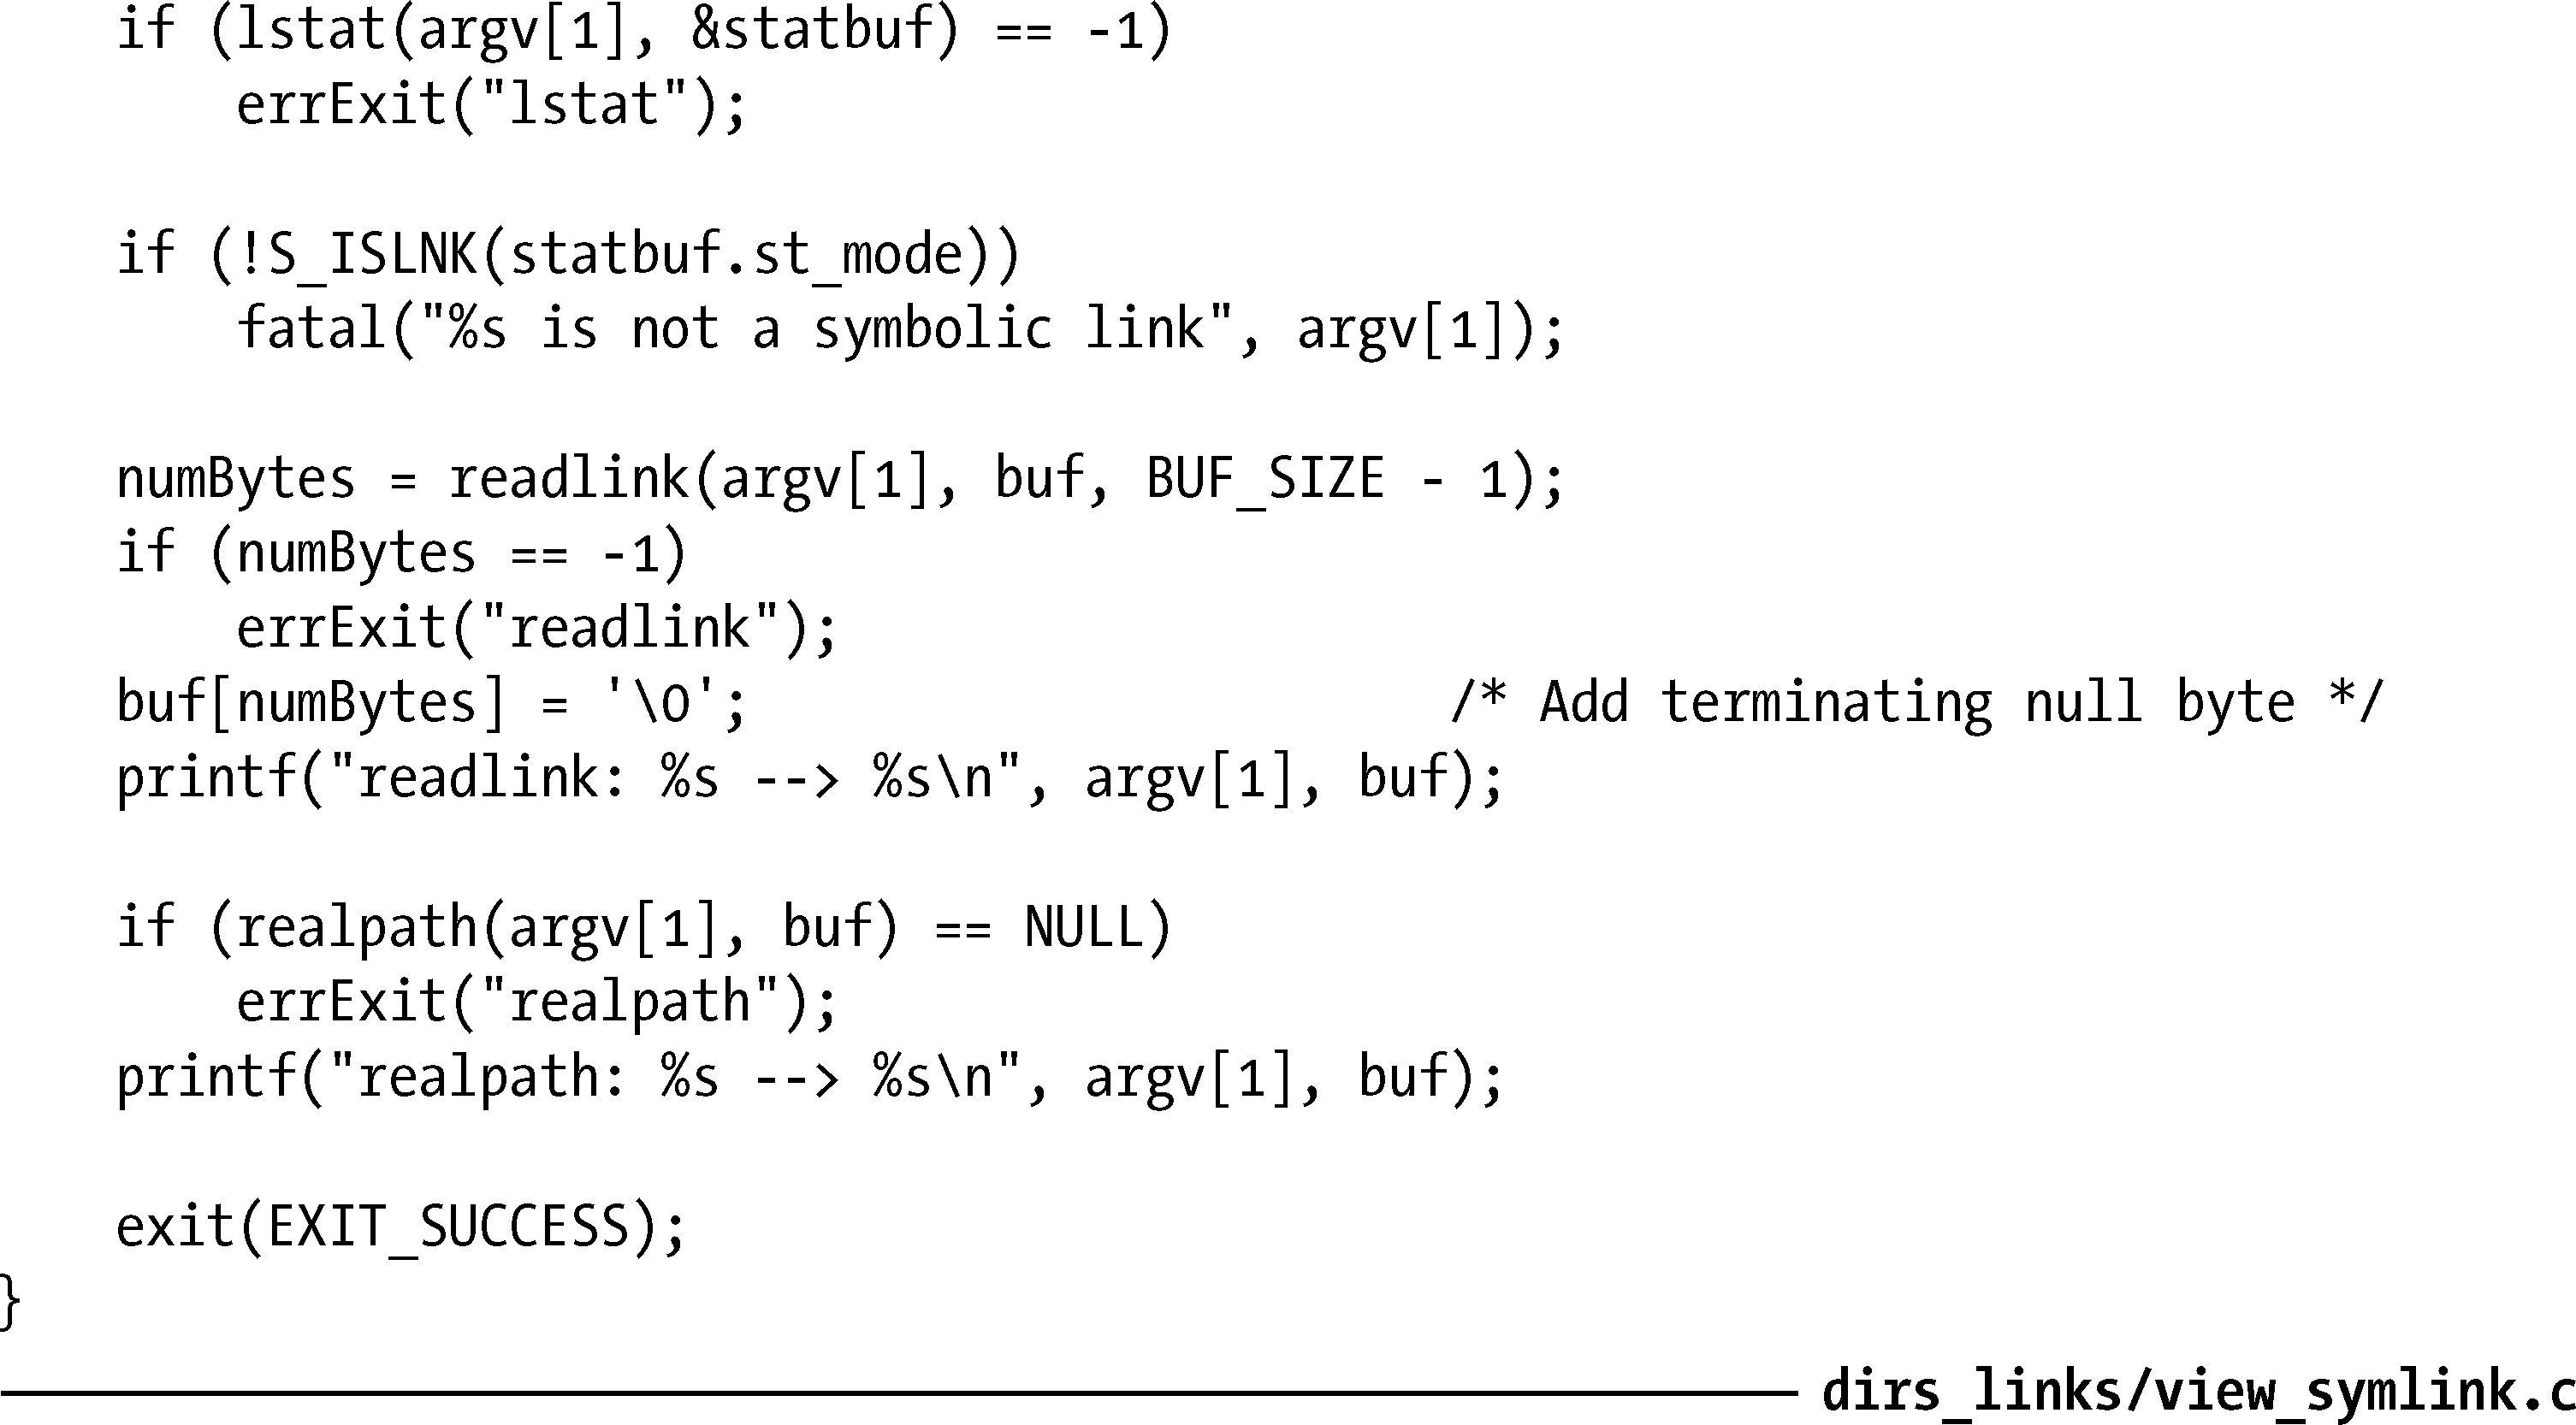 if (lstat(argv[1], &statbuf) == -1)
errExit("lstat");
if (!S_ISLNK(statbuf.st_mode))
fatal("%s is not a symbolic link", argv[1]);
numBytes = readlink(argv[1], buf, BUF_SIZE - 1);
if (numBytes == -1)
errExit("readlink");
buf[numBytes] = '\0'; /* Add terminating null byte */
printf("readlink: %s --> %s\n", argv[1], buf);
if (realpath(argv[1], buf) == NULL)
errExit("realpath");
printf("realpath: %s --> %s\n", argv[1], buf);
exit(EXIT_SUCCESS);
}
dirs_links/view_symlink.c